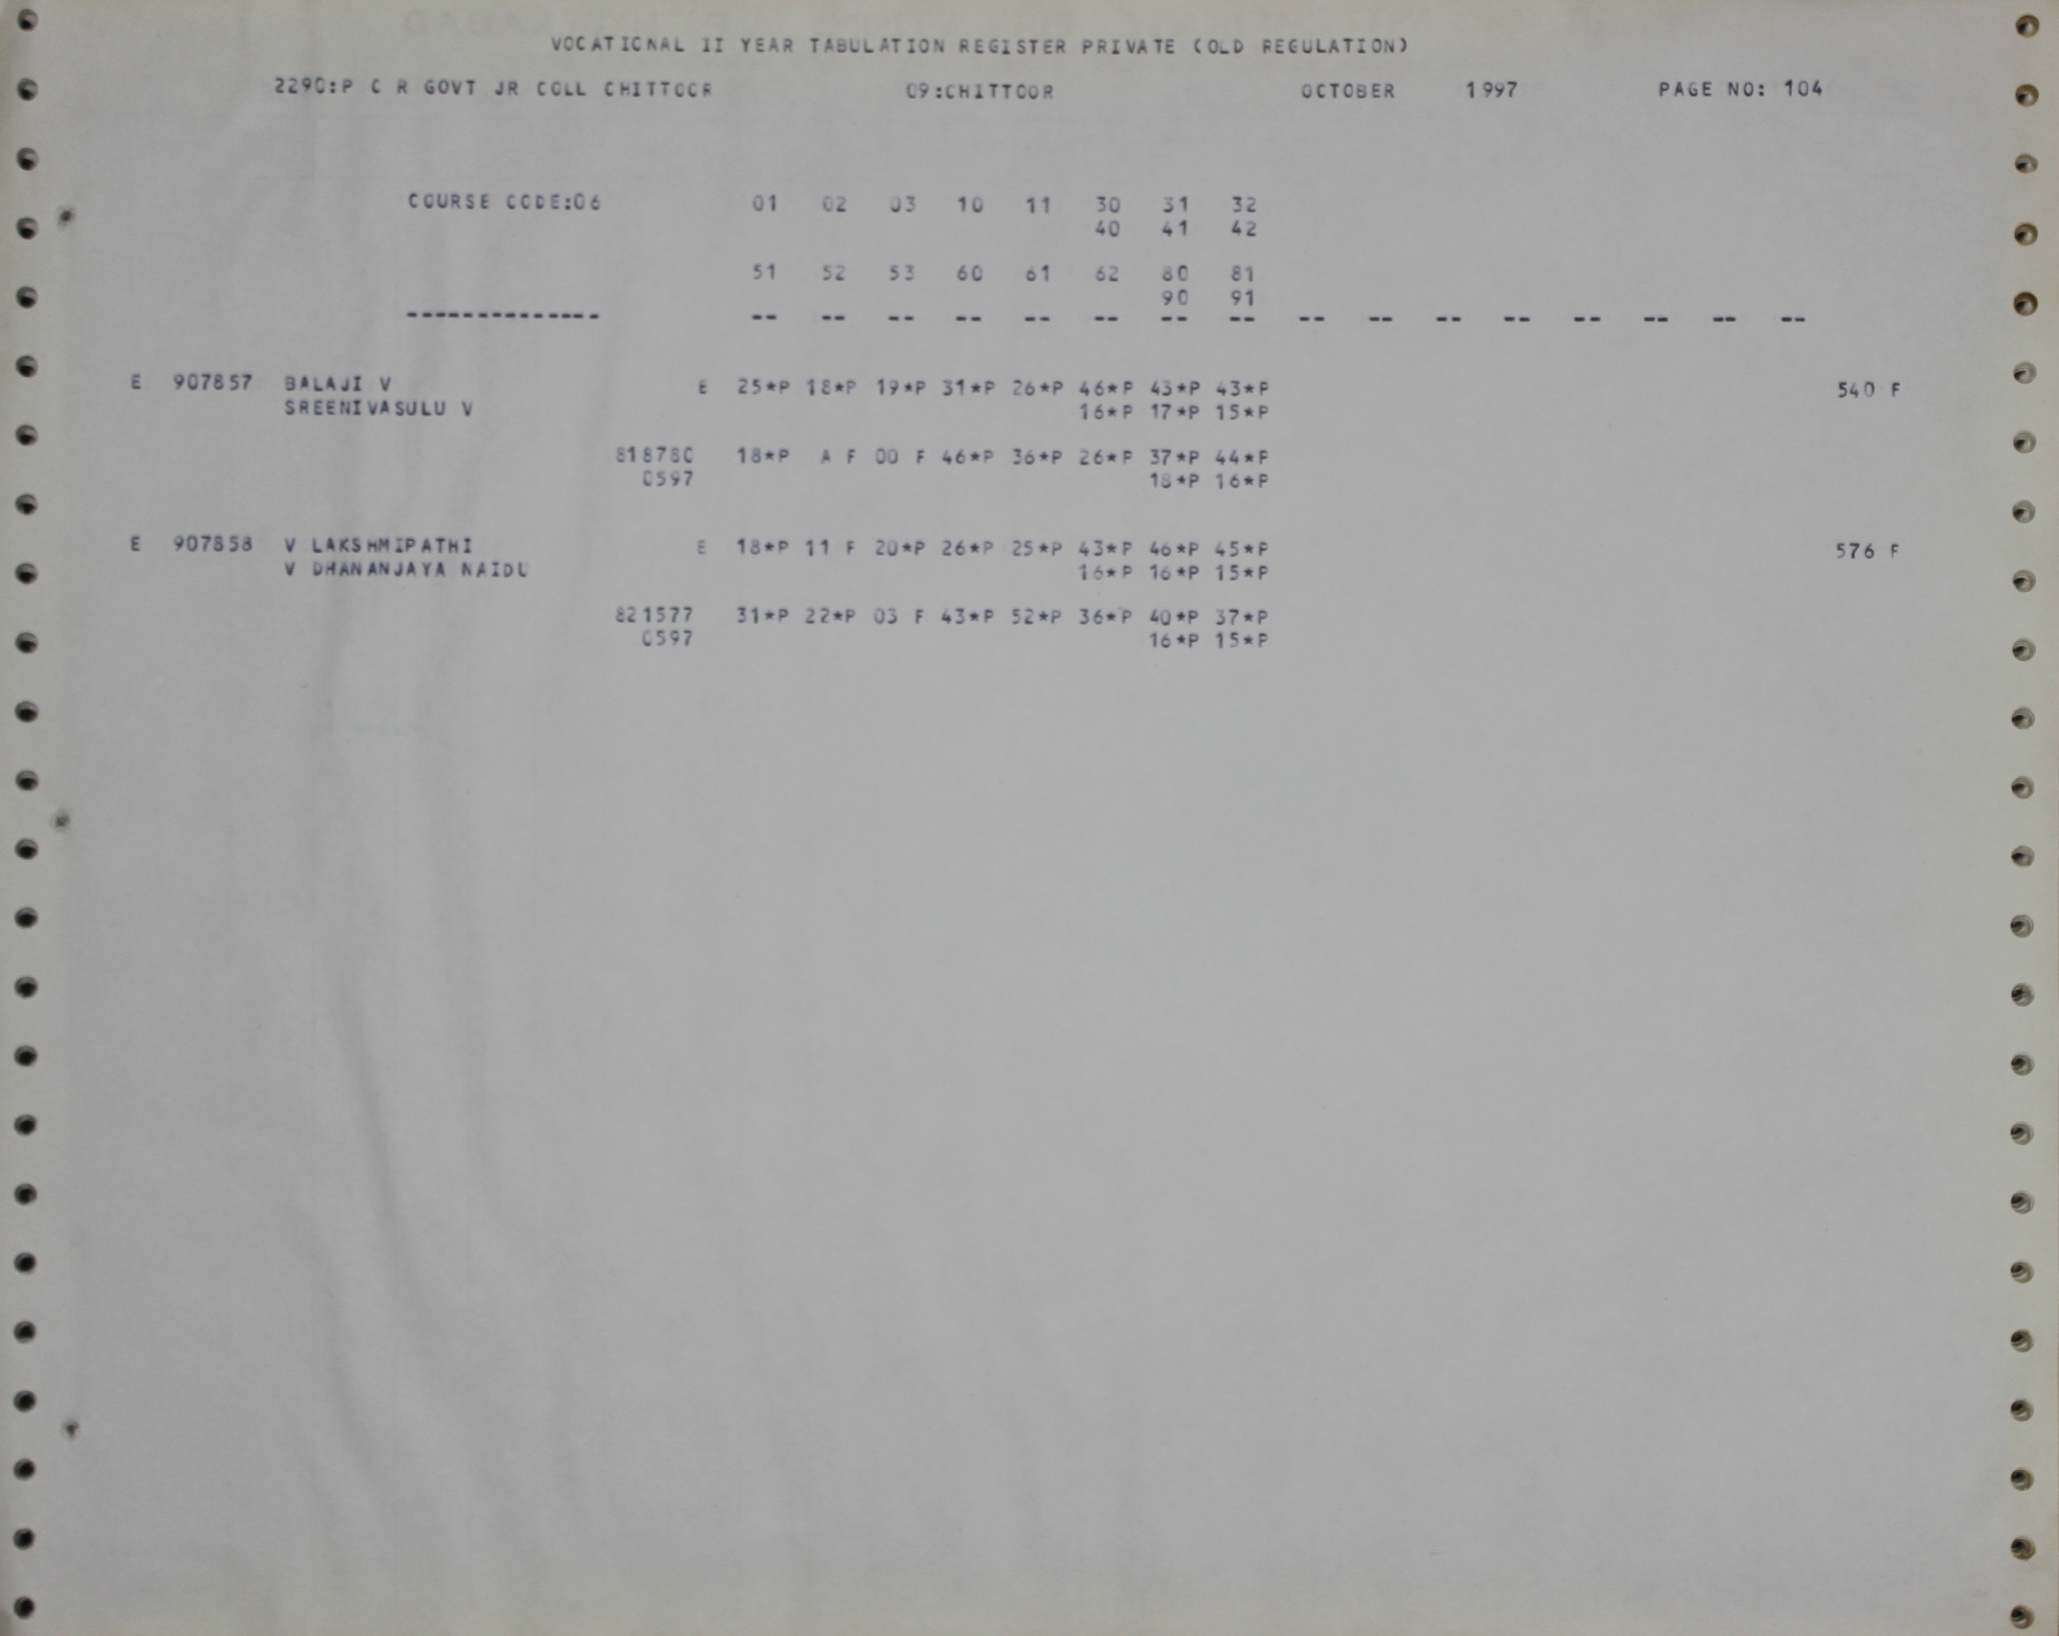 VOCATIONAL II YEAR TABULATION REGISTER PRIVATE (OLD REGULATION)
2290:P C R GOVT JR COLL CHITTOOR 09:CHITTOOR OCTOBER 1997 PAGE NO: 104
COURSE CODE:06 01 02 03 10 11 30 31 32
40 41 42
51 52 53 60 61 62 80 81
90 91
-------------- -- -- -- -- -- -- -- -- -- -- -- -- -- -- -- --
E 907857 BALAJI V E 25*P 18*P 19*P 31*P 26*P 46*P 43*P 43*P 540 F
SREENIVASULU V 16*P 17*P 15*P
818780 18*P A F 00 F 46*P 36*P 26*P 37*P 44*P
0597 18*P 16*P
E 907858 V LAKSHMIPATHI E 18*P 11 F 20*P 26*P 25*P 43*P 46*P 45*P 576 F
V DHANANJAYA NAIDU 16*P 16*P 15*P
821577 31*P 22*P 03 F 43*P 52*P 36*P 40*P 37*P
0597 16*P 15*P